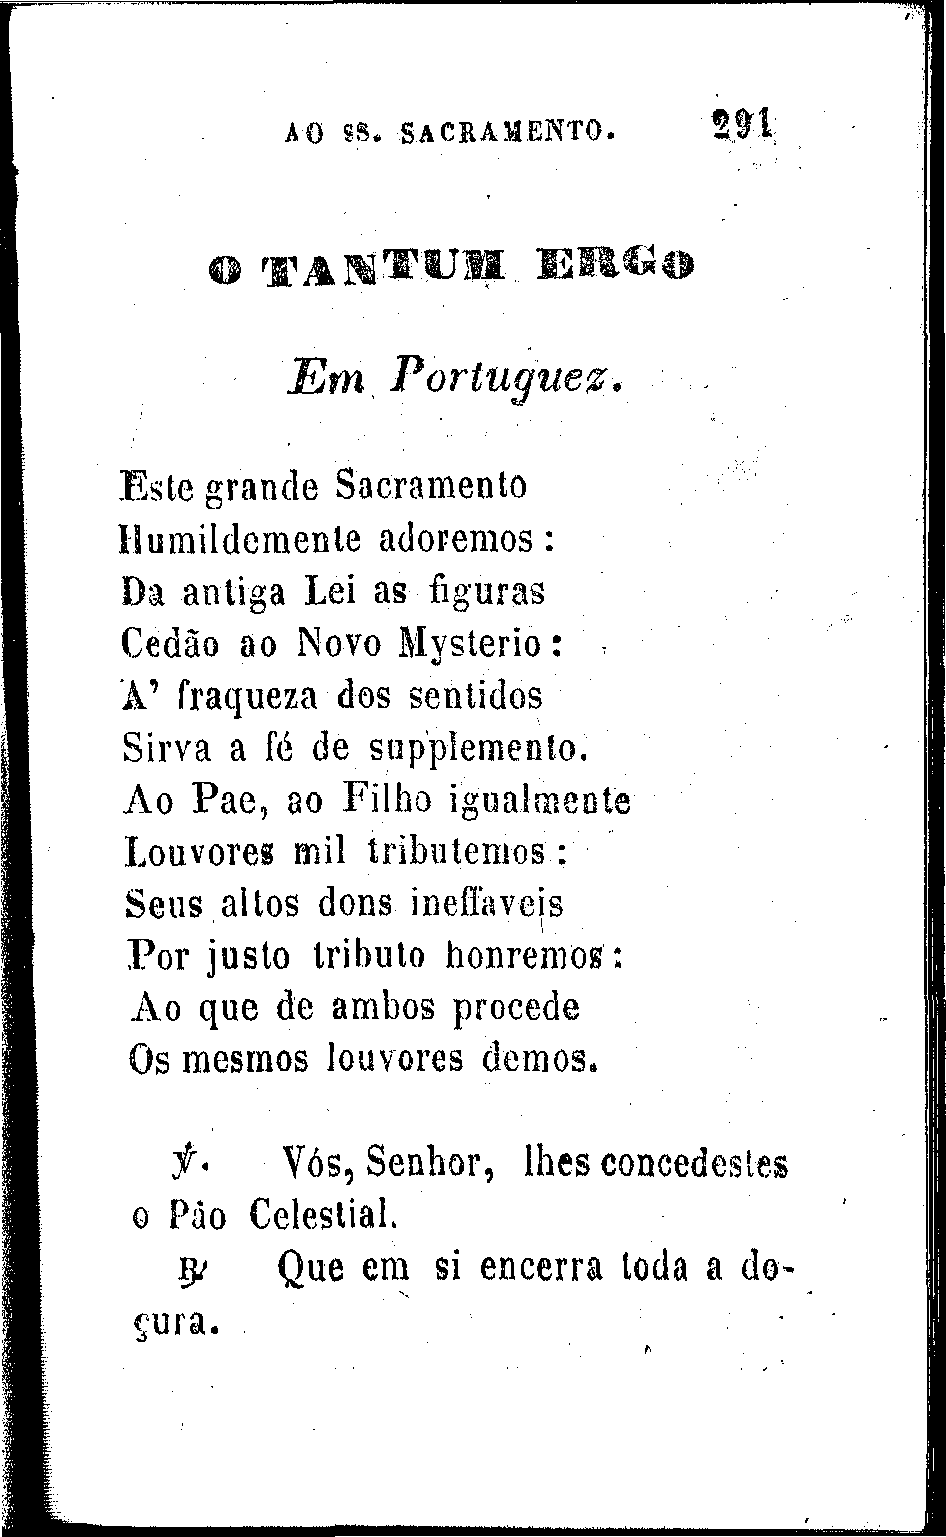 AO SS. SACRAMENTO. 291
O TANTUM ERGO
Em Portuguez.
Este grande Sacramento
Humildemente adoremos :
Da antiga Lei as figuras
Cedão ao Novo Mysterio :
A' fraqueza dos sentidos
Sirva a fé de supplemento.
Ao Pae, ao Filho igualmente
Louvores mil tributemos :
Seus altos dons ineffaveis
Por justo tributo honremos :
Ao que de ambos procede
Os mesmos louvores demos.
℣. Vós, Senhor, lhes concedestes
o Pão Celestial.
℟ Que em si encerra toda a do-
çura.